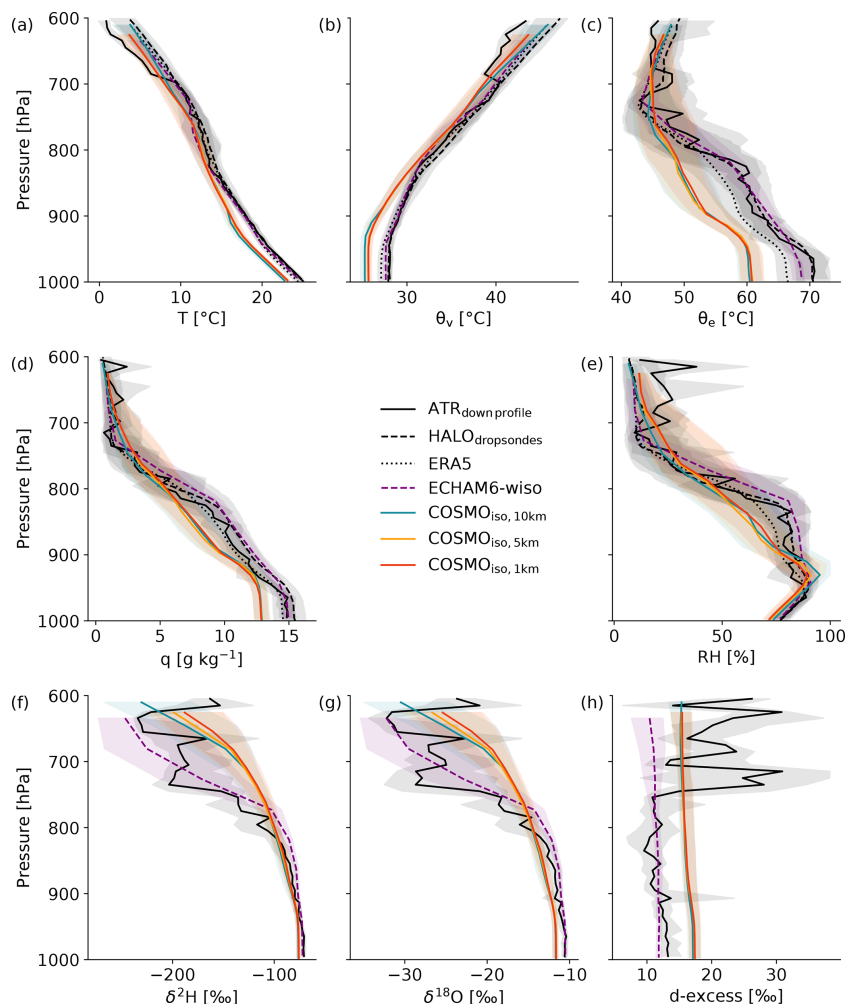 (a)
(b)
(c)
600
700
800
900
1000
Pressure [hPa]
0 10 20
T [°C]
30 40
θv [°C]
40 50 60 70
θe [°C]
(d)
(e)
600
700
800
900
1000
Pressure [hPa]
ATRdown profile
HALOdropsondes
ERA5
ECHAM6-wiso
COSMOiso, 10km
COSMOiso, 5km
COSMOiso, 1km
0 5 10 15
q [g kg⁻¹]
0 50 100
RH [%]
(f)
(g)
(h)
600
700
800
900
1000
Pressure [hPa]
−200 −100
δ²H [‰]
−30 −20 −10
δ¹⁸O [‰]
10 20 30
d-excess [‰]